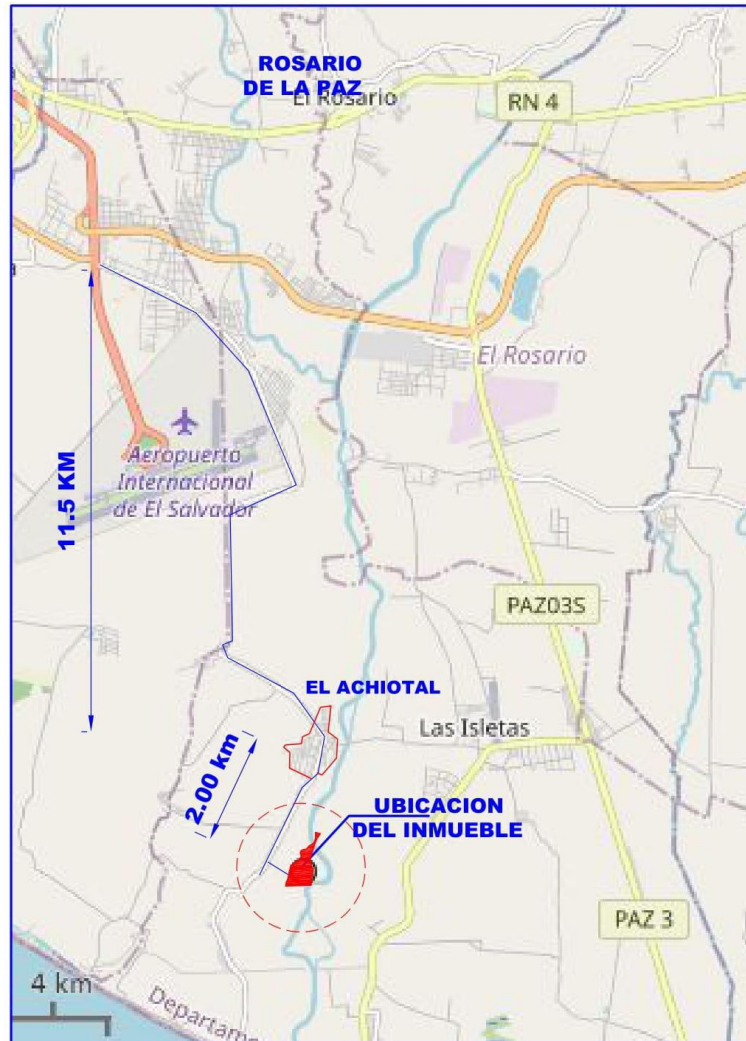 ROSARIO
DE LA PAZ
El Rosario
RN 4
El Rosario
Aeropuerto
Internacional
de El Salvador
11.5 KM
PAZ03S
EL ACHIOTAL
Las Isletas
2.00 km
UBICACION
DEL INMUEBLE
PAZ 3
4 km
Departame